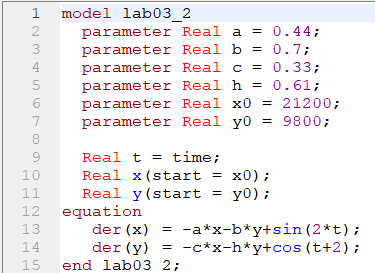 1 model lab03_2
2 parameter Real a = 0.44;
3 parameter Real b = 0.7;
4 parameter Real c = 0.33;
5 parameter Real h = 0.61;
6 parameter Real x0 = 21200;
7 parameter Real y0 = 9800;
8
9 Real t = time;
10 Real x(start = x0);
11 Real y(start = y0);
12 equation
13 der(x) = -a*x-b*y+sin(2*t);
14 der(y) = -c*x-h*y+cos(t+2);
15 end lab03_2;